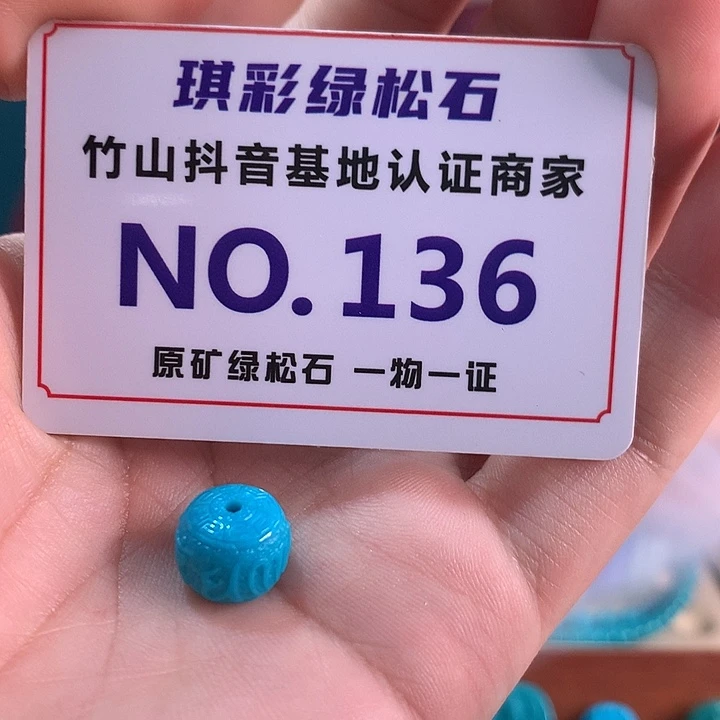 琪彩绿松石
竹山抖音基地认证商家
NO.136
原矿绿松石 一物一证